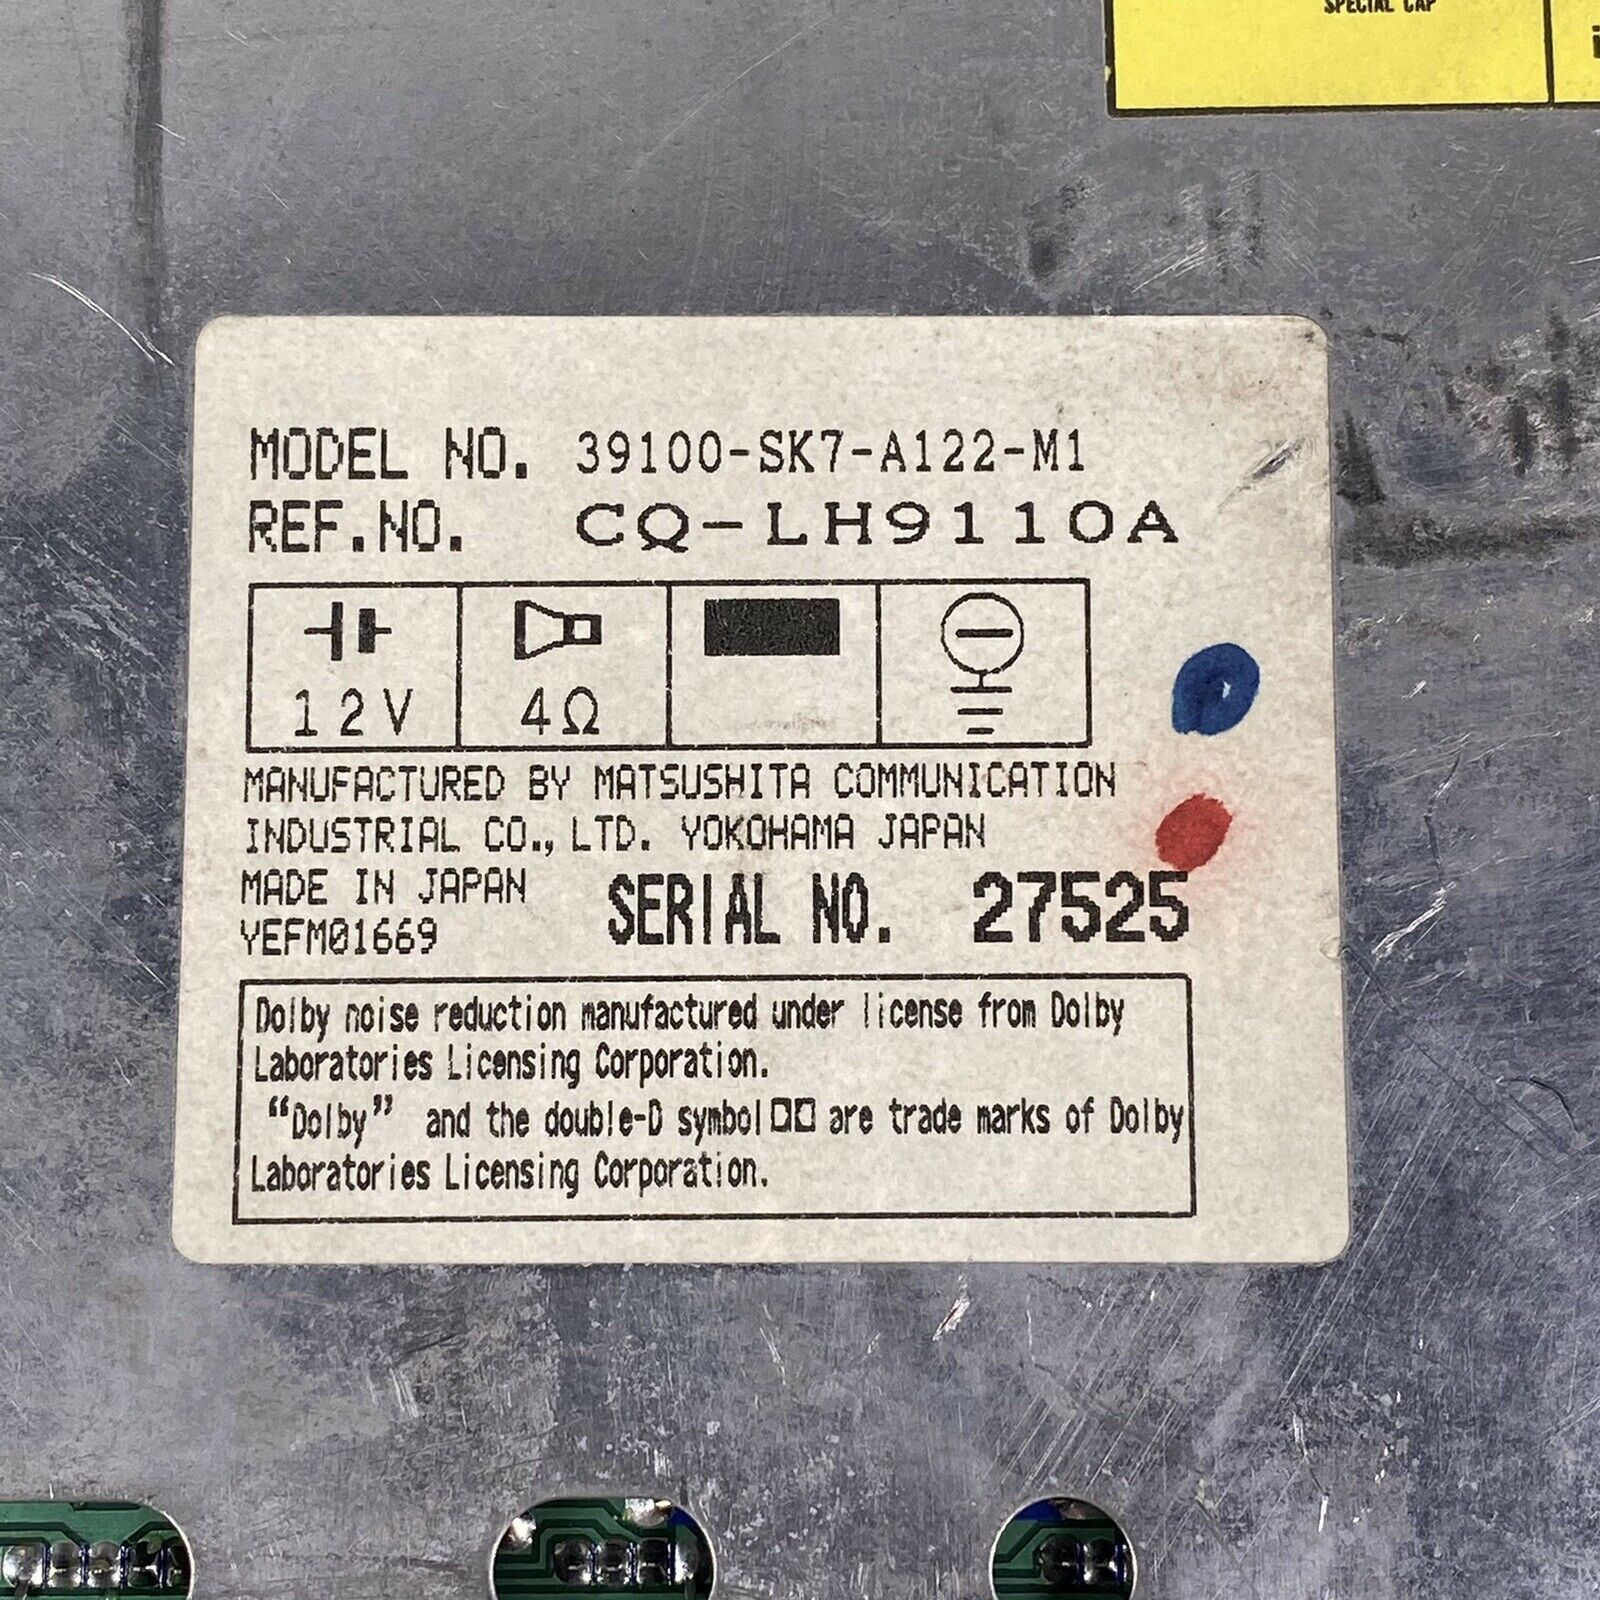 SPECIAL CAP
MODEL NO. 39100-SK7-A122-M1
REF.NO. CQ-LH9110A
12V
4Ω
MANUFACTURED BY MATSUSHITA COMMUNICATION
INDUSTRIAL CO., LTD. YOKOHAMA JAPAN
MADE IN JAPAN
YEFM01669
SERIAL NO. 27525
Dolby noise reduction manufactured under license from Dolby
Laboratories Licensing Corporation.
“Dolby” and the double-D symbol are trade marks of Dolby
Laboratories Licensing Corporation.